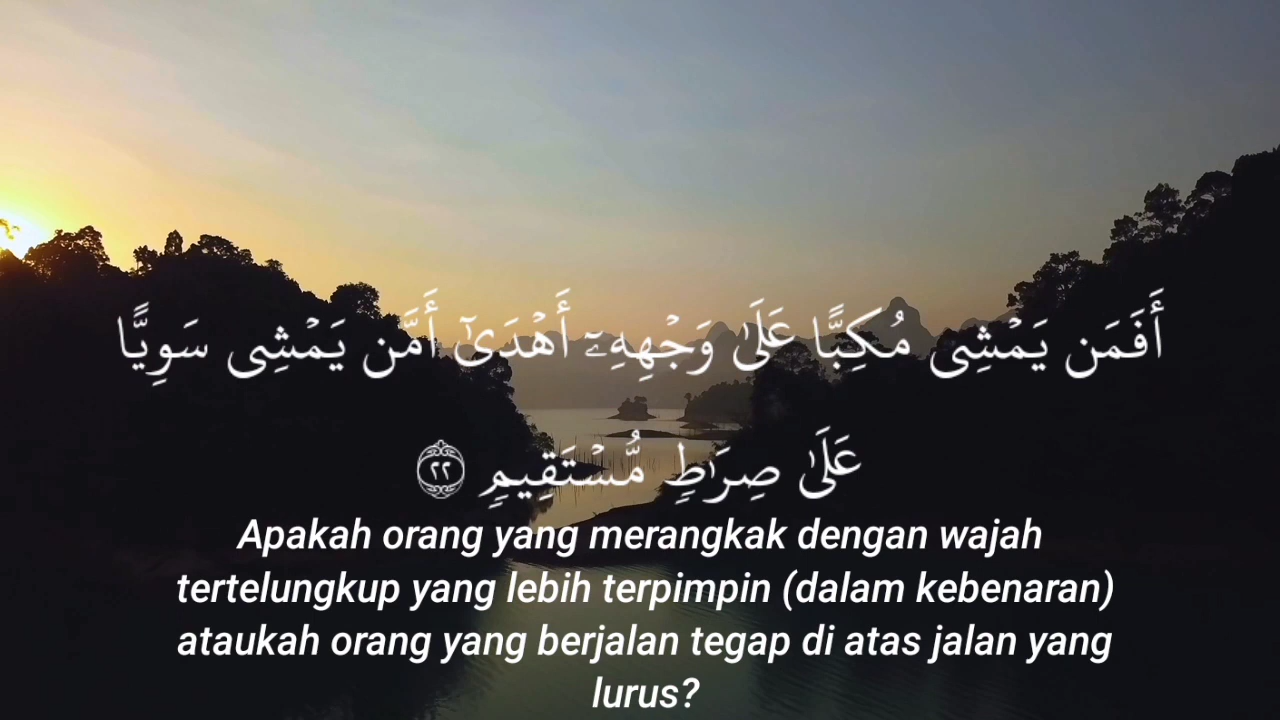 أَفَمَن يَمْشِى مُكِبًّا عَلَىٰ وَجْهِهِۦٓ أَهْدَىٰٓ أَمَّن يَمْشِى سَوِيًّا
عَلَىٰ صِرَٰطٍ مُّسْتَقِيمٍ ٢٢
Apakah orang yang merangkak dengan wajah
tertelungkup yang lebih terpimpin (dalam kebenaran)
ataukah orang yang berjalan tegap di atas jalan yang
lurus?